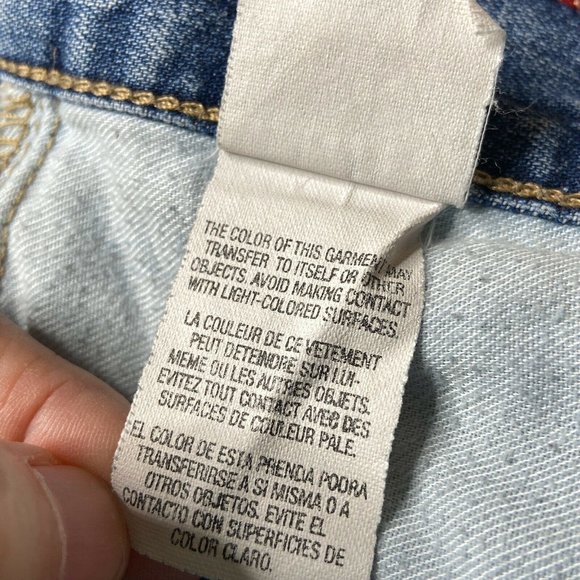 THE COLOR OF THIS GARMENT MAY
TRANSFER TO ITSELF OR OTHER
OBJECTS. AVOID MAKING CONTACT
WITH LIGHT-COLORED SURFACES
LA COULEUR DE CE VETEMENT
PEUT DETEINDRE SUR LUI-
MEME OU LES AUTRES OBJETS.
EVITEZ TOUT CONTACT AVEC DES
SURFACES DE COULEUR PALE.
EL COLOR DE ESTA PRENDA PODRA
TRANSFERIRSE A SI MISMA O A
OTROS OBJETOS. EVITE EL
CONTACTO CON SUPERFICIES DE
COLOR CLARO.